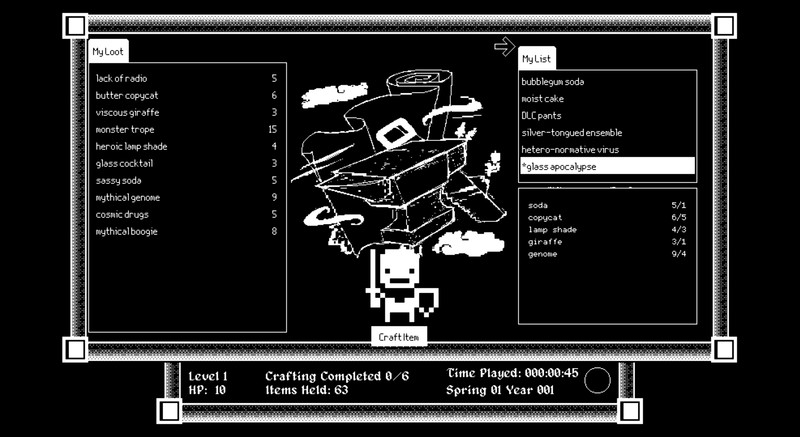 My Loot
lack of radio 5
butter copycat 6
viscous giraffe 3
monster trope 15
heroic lamp shade 4
glass cocktail 3
sassy soda 5
mythical genome 9
cosmic drugs 5
mythical boogie 8
My List
bubblegum soda
moist cake
DLC pants
silver-tongued ensemble
hetero-normative virus
*glass apocalypse
soda 5/1
copycat 6/5
lamp shade 4/3
giraffe 3/1
genome 9/4
Craft Item
Level 1
HP: 10
Crafting Completed 0/6
Items Held: 63
Time Played: 000:00:45
Spring 01 Year 001